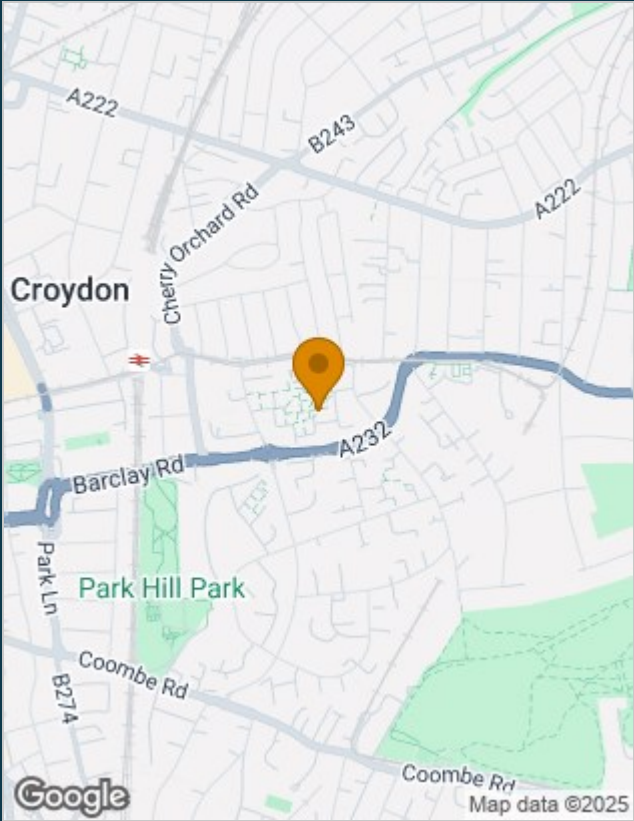 A222
B243
A222
Cherry Orchard Rd
Croydon
A232
Barclay Rd
Park Ln
Park Hill Park
Coombe Rd
B274
Coombe Rd
Google
Map data ©2025